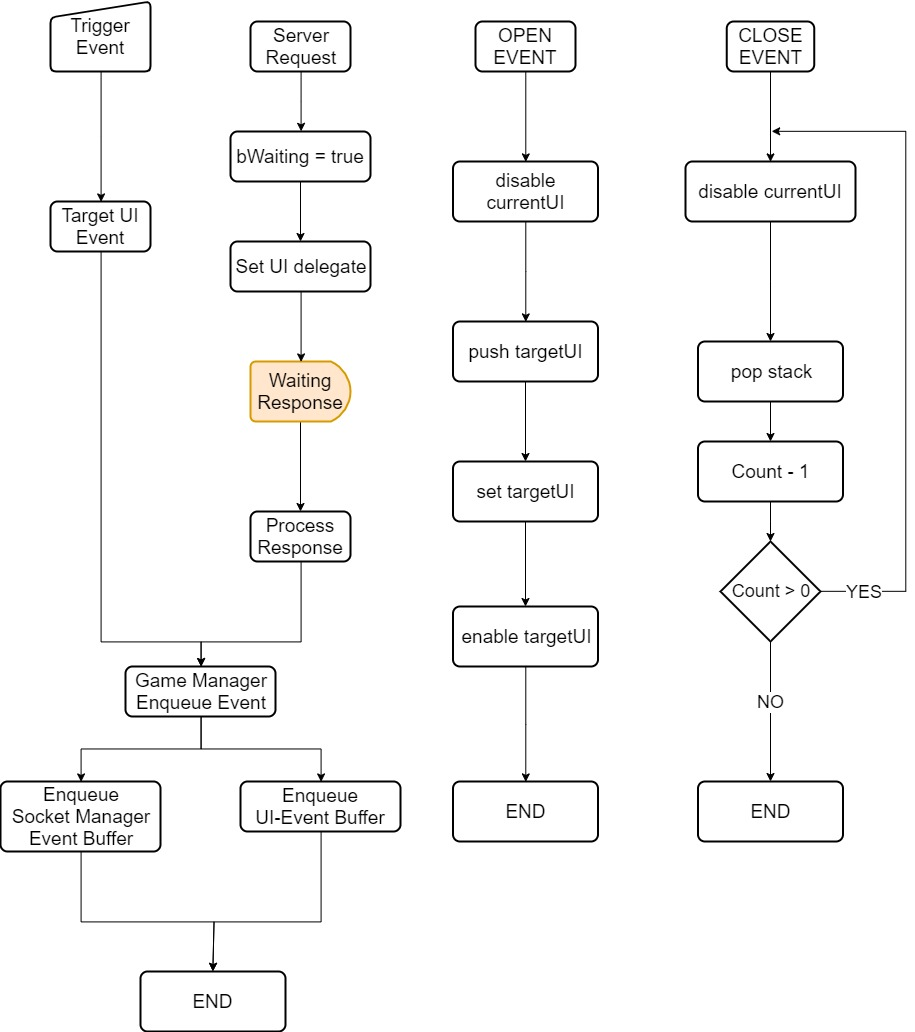 Trigger
Event
Target UI
Event
Server
Request
bWaiting = true
Set UI delegate
Waiting
Response
Process
Response
Game Manager
Enqueue Event
Enqueue
Socket Manager
Event Buffer
Enqueue
UI-Event Buffer
END
OPEN
EVENT
disable
currentUI
push targetUI
set targetUI
enable targetUI
END
CLOSE
EVENT
disable currentUI
pop stack
Count - 1
Count > 0
YES
NO
END